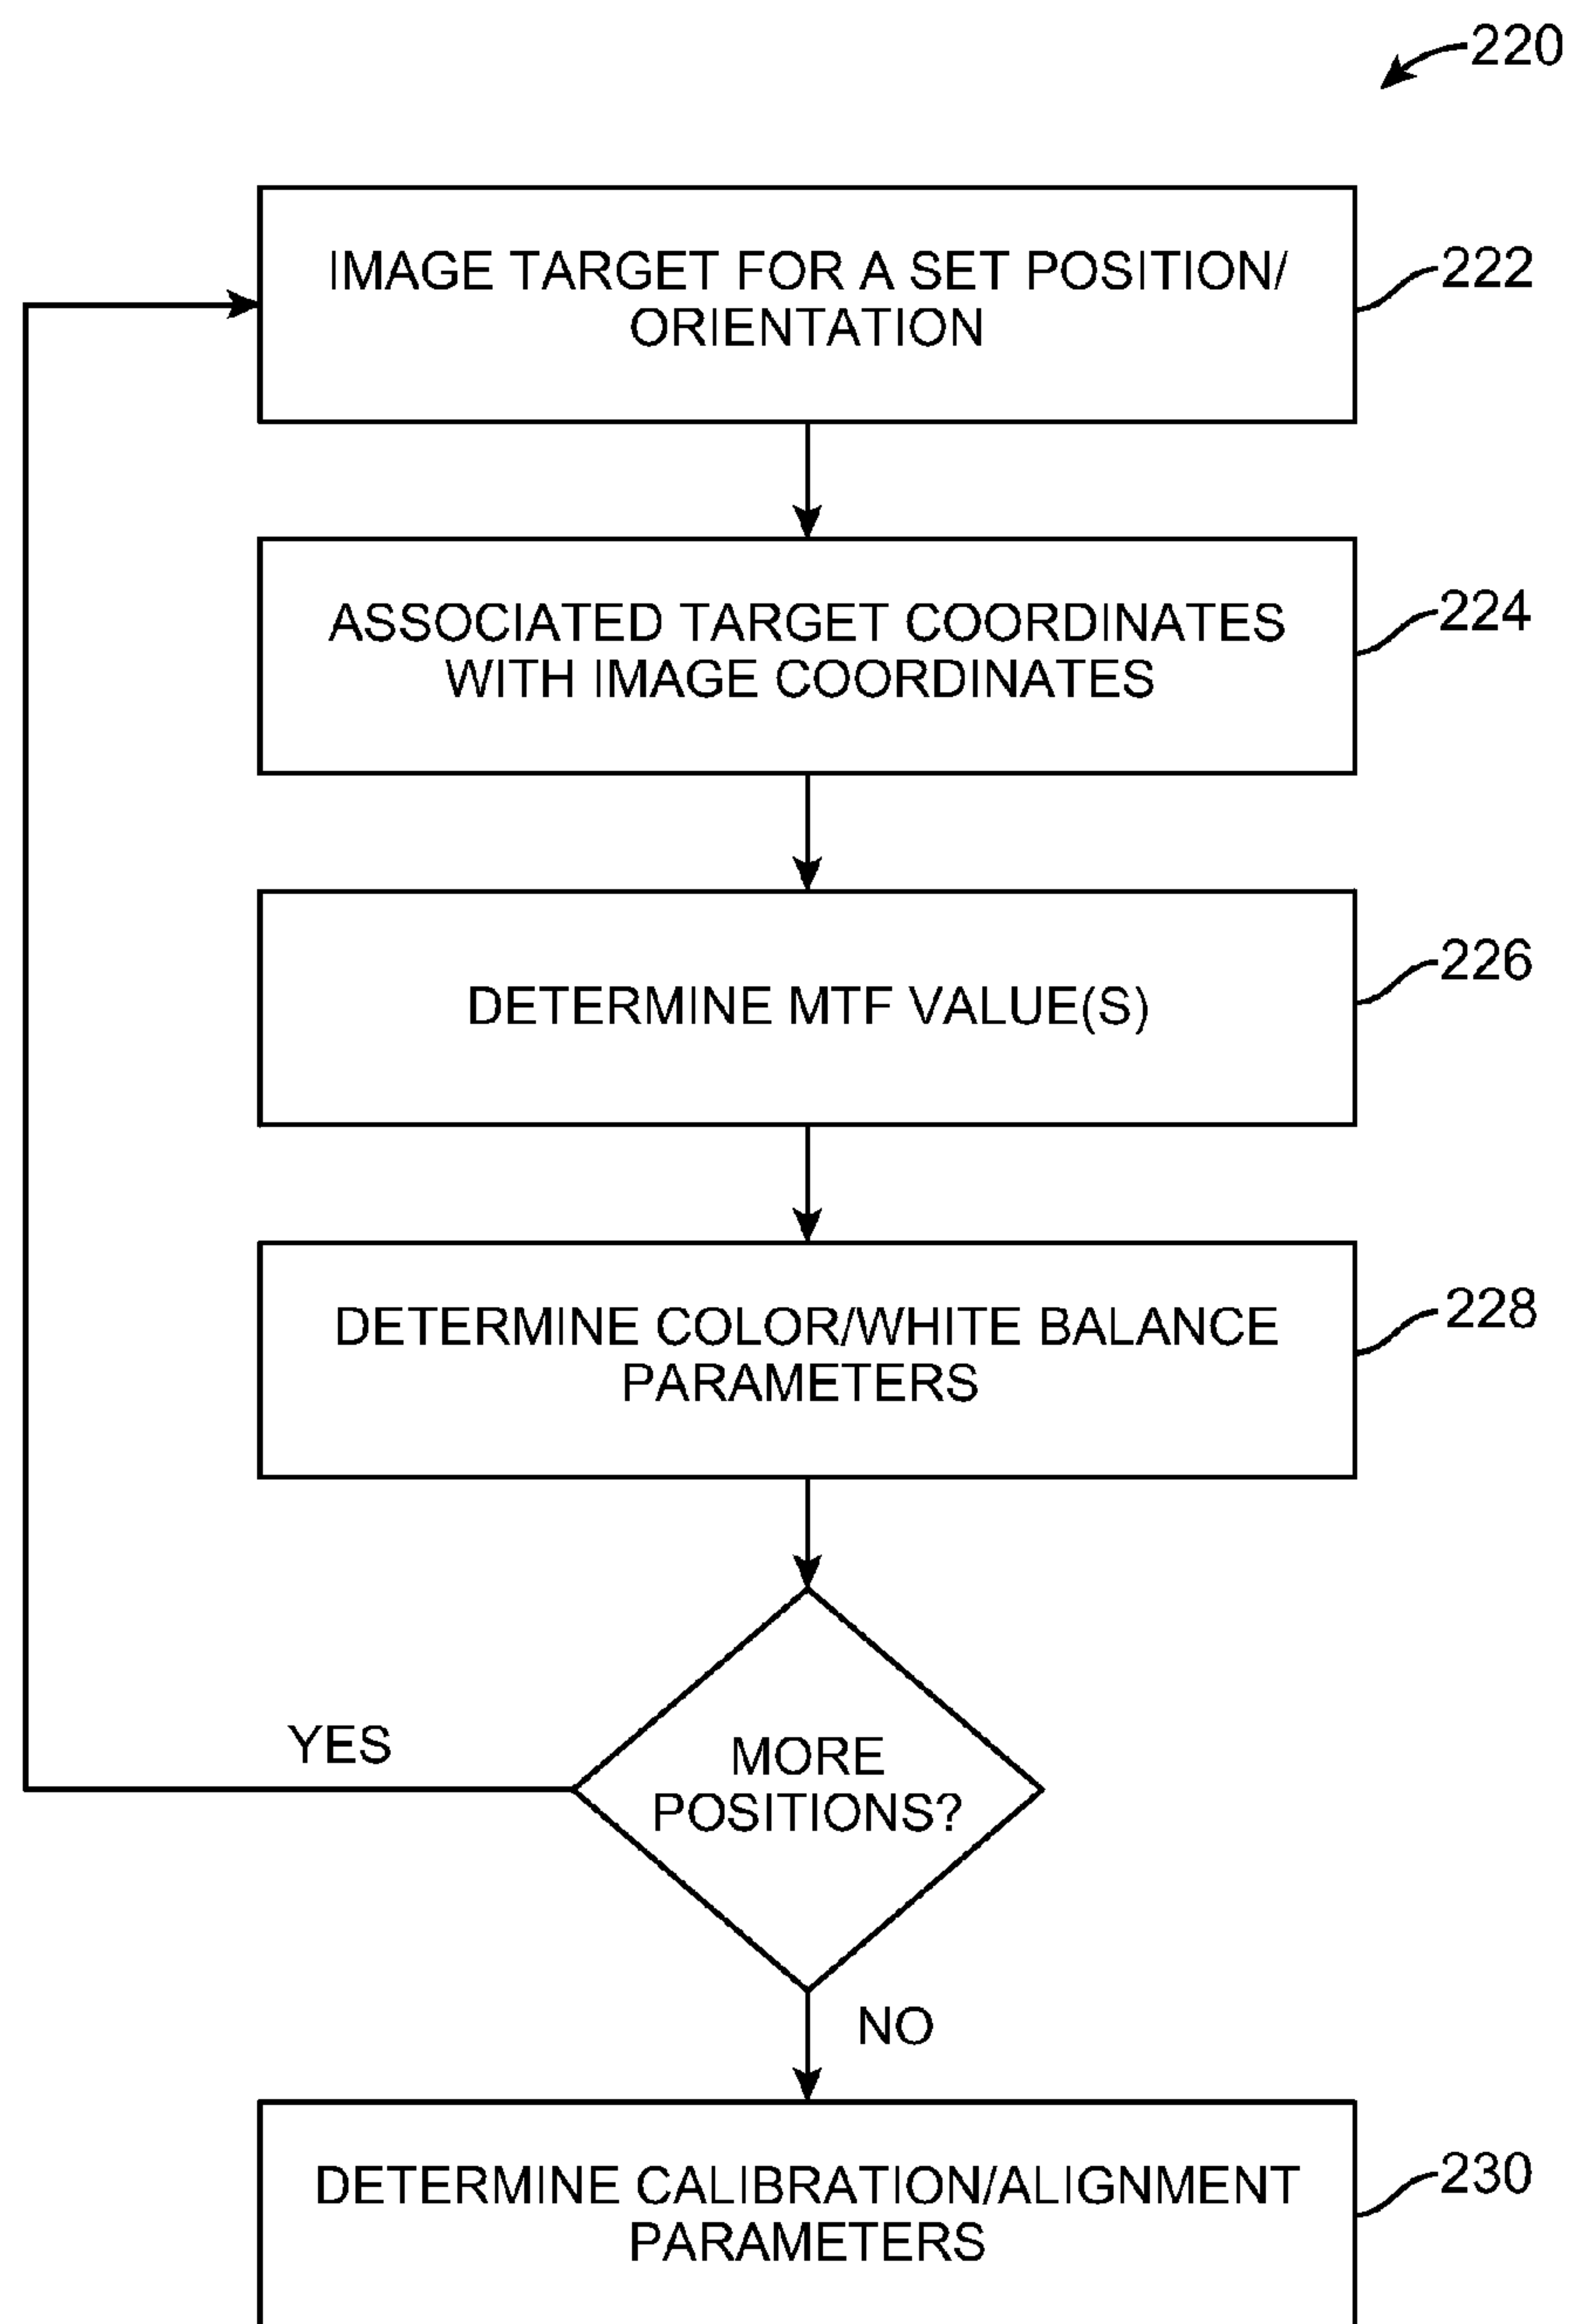 220
IMAGE TARGET FOR A SET POSITION/
ORIENTATION
222
ASSOCIATED TARGET COORDINATES
WITH IMAGE COORDINATES
224
DETERMINE MTF VALUE(S)
226
DETERMINE COLOR/WHITE BALANCE
PARAMETERS
228
MORE
POSITIONS?
YES
NO
DETERMINE CALIBRATION/ALIGNMENT
PARAMETERS
230